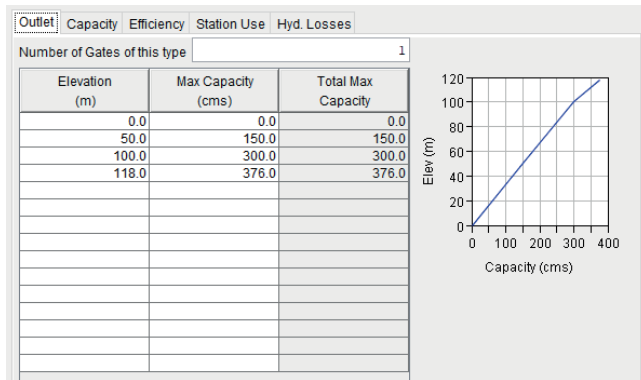 Outlet Capacity Efficiency Station Use Hyd. Losses
Number of Gates of this type 1
Elevation (m) Max Capacity (cms) Total Max Capacity
0.0 0.0 0.0
50.0 150.0 150.0
100.0 300.0 300.0
118.0 376.0 376.0
120
100
80
60
40
20
0
Elev (m)
0 100 200 300 400
Capacity (cms)